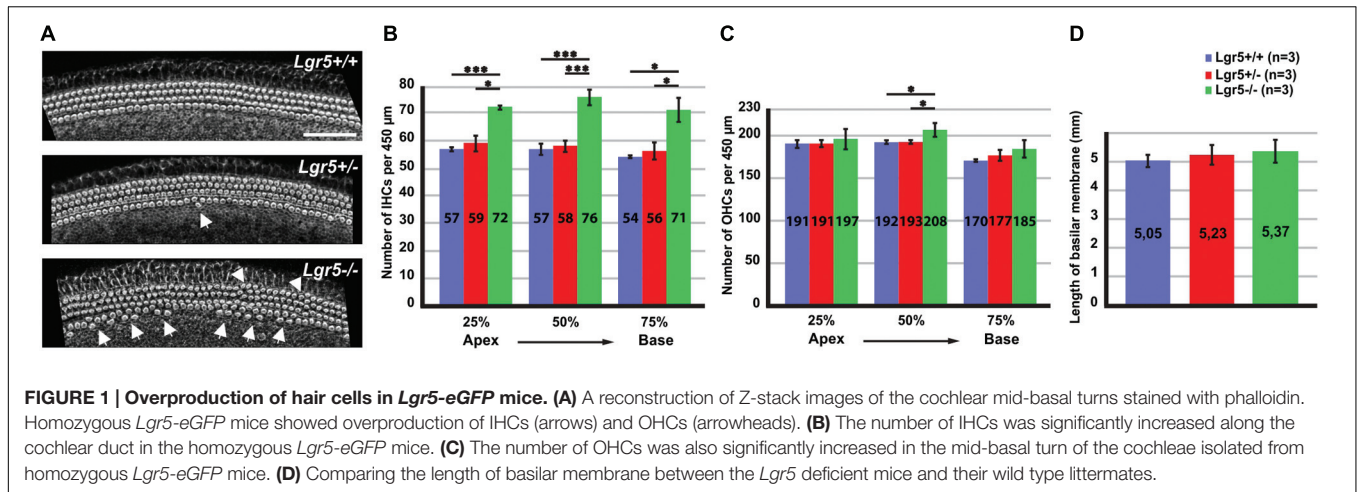 A
Lgr5+/+
Lgr5+/-
Lgr5-/-
B
Number of IHCs per 450 µm
80
70
60
50
40
30
20
10
0
***
*
***
***
*
*
57 59 72
57 58 76
54 56 71
25% 50% 75%
Apex Base
C
Number of OHCs per 450 µm
230
200
150
100
50
0
*
*
191 191 197
192 193 208
170 177 185
25% 50% 75%
Apex Base
D
Lgr5+/+ (n=3)
Lgr5+/- (n=3)
Lgr5-/- (n=3)
Length of basilar membrane (mm)
6
5
4
3
2
1
0
5,05 5,23 5,37
FIGURE 1 | Overproduction of hair cells in Lgr5-eGFP mice. (A) A reconstruction of Z-stack images of the cochlear mid-basal turns stained with phalloidin.
Homozygous Lgr5-eGFP mice showed overproduction of IHCs (arrows) and OHCs (arrowheads). (B) The number of IHCs was significantly increased along the
cochlear duct in the homozygous Lgr5-eGFP mice. (C) The number of OHCs was also significantly increased in the mid-basal turn of the cochleae isolated from
homozygous Lgr5-eGFP mice. (D) Comparing the length of basilar membrane between the Lgr5 deficient mice and their wild type littermates.